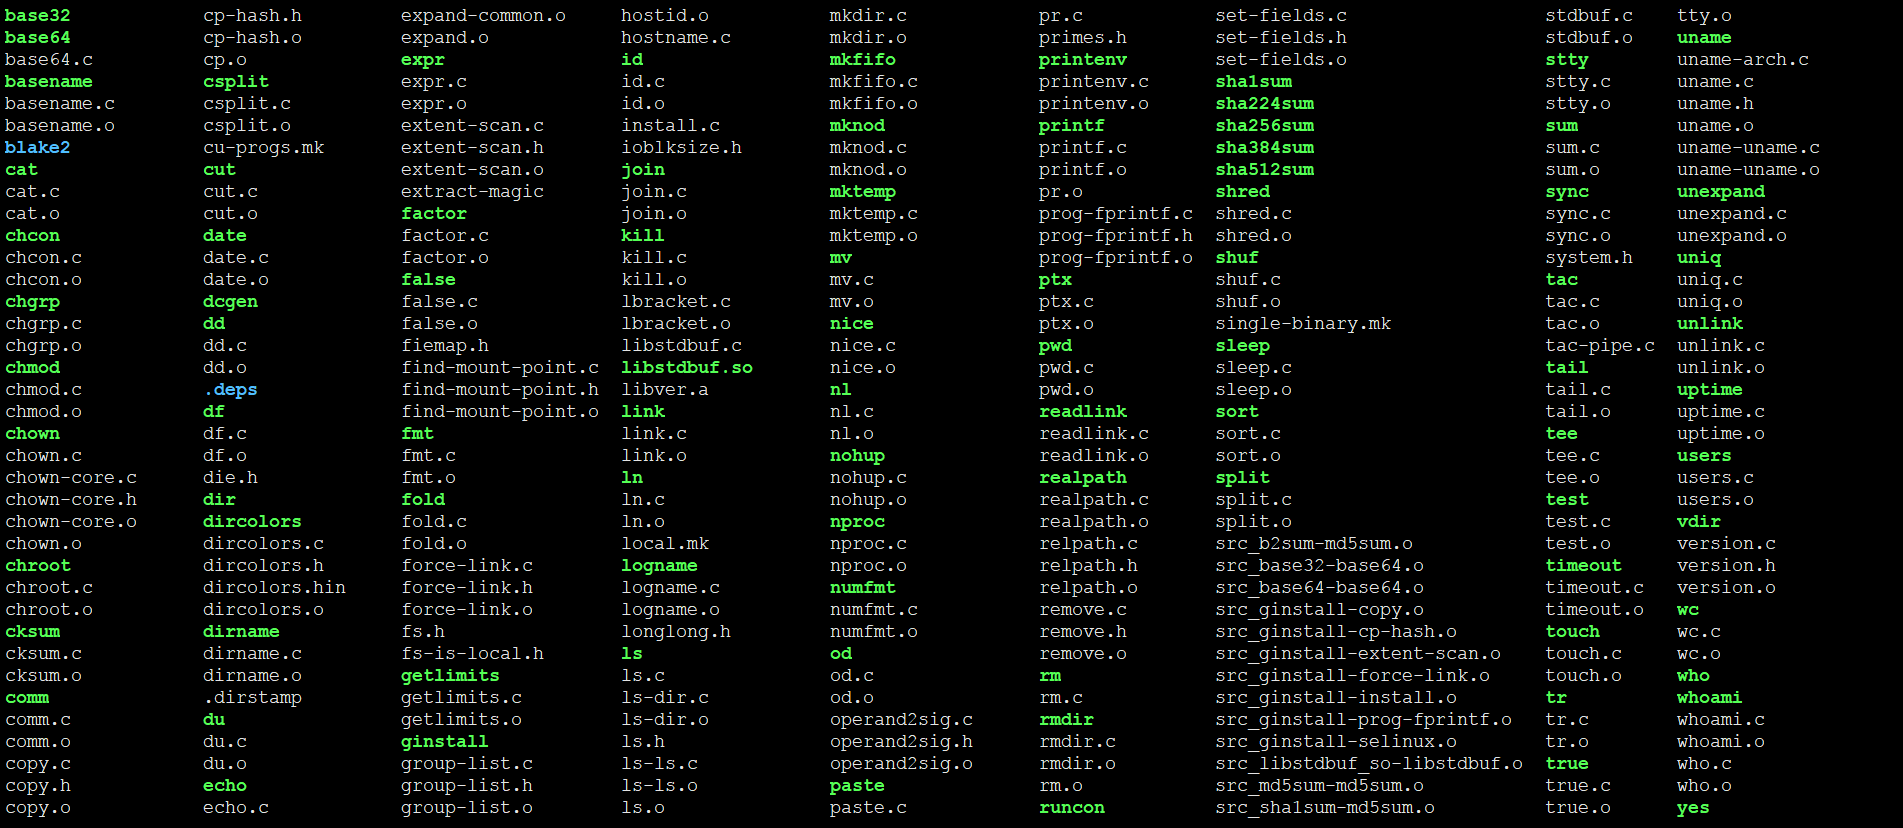 base32 cp-hash.h expand-common.o hostid.o mkdir.c pr.c set-fields.c stdbuf.c tty.o
base64 cp-hash.o expand.o hostname.c mkdir.o primes.h set-fields.h stdbuf.o uname
base64.c cp.o expr id mkfifo printenv set-fields.o stty uname-arch.c
basename csplit expr.c id.c mkfifo.c printenv.c sha1sum stty.c uname.c
basename.c csplit.c expr.o id.o mkfifo.o printenv.o sha224sum stty.o uname.h
basename.o csplit.o extent-scan.c install.c mknod printf sha256sum sum uname.o
blake2 cu-progs.mk extent-scan.h ioblksize.h mknod.c printf.c sha384sum sum.c uname-uname.c
cat cut extent-scan.o join mknod.o printf.o sha512sum sum.o uname-uname.o
cat.c cut.c extract-magic join.c mktemp pr.o shred sync unexpand
cat.o cut.o factor join.o mktemp.c prog-fprintf.c shred.c sync.c unexpand.c
chcon date factor.c kill mktemp.o prog-fprintf.h shred.o sync.o unexpand.o
chcon.c date.c factor.o kill.c mv prog-fprintf.o shuf system.h uniq
chcon.o date.o false kill.o mv.c ptx shuf.c tac uniq.c
chgrp dcgen false.c lbracket.c mv.o ptx.c shuf.o tac.c uniq.o
chgrp.c dd false.o lbracket.o nice ptx.o single-binary.mk tac.o unlink
chgrp.o dd.c fiemap.h libstdbuf.c nice.c pwd sleep tac-pipe.c unlink.c
chmod dd.o find-mount-point.c libstdbuf.so nice.o pwd.c sleep.c tail unlink.o
chmod.c .deps find-mount-point.h libver.a nl pwd.o sleep.o tail.c uptime
chmod.o df find-mount-point.o link nl.c readlink sort tail.o uptime.c
chown df.c fmt link.c nl.o readlink.c sort.c tee uptime.o
chown.c df.o fmt.c link.o nohup readlink.o sort.o tee.c users
chown-core.c die.h fmt.o ln nohup.c realpath split tee.o users.c
chown-core.h dir fold ln.c nohup.o realpath.c split.c test users.o
chown-core.o dircolors fold.c ln.o nproc realpath.o split.o test.c vdir
chown.o dircolors.c fold.o local.mk nproc.c relpath.c src_b2sum-md5sum.o test.o version.c
chroot dircolors.h force-link.c logname nproc.o relpath.h src_base32-base64.o timeout version.h
chroot.c dircolors.hin force-link.h logname.c numfmt relpath.o src_base64-base64.o timeout.c version.o
chroot.o dircolors.o force-link.o logname.o numfmt.c remove.c src_ginstall-copy.o timeout.o wc
cksum dirname fs.h longlong.h numfmt.o remove.h src_ginstall-cp-hash.o touch wc.c
cksum.c dirname.c fs-is-local.h ls od remove.o src_ginstall-extent-scan.o touch.c wc.o
cksum.o dirname.o getlimits ls.c od.c rm src_ginstall-force-link.o touch.o who
comm .dirstamp getlimits.c ls-dir.c od.o rm.c src_ginstall-install.o tr whoami
comm.c du getlimits.o ls-dir.o operand2sig.c rmdir src_ginstall-prog-fprintf.o tr.c whoami.c
comm.o du.c ginstall ls.h operand2sig.h rmdir.c src_ginstall-selinux.o tr.o whoami.o
copy.c du.o group-list.c ls-ls.c operand2sig.o rmdir.o src_libstdbuf_so-libstdbuf.o true who.c
copy.h echo group-list.h ls-ls.o paste rm.o src_md5sum-md5sum.o true.c who.o
copy.o echo.c group-list.o ls.o paste.c runcon src_sha1sum-md5sum.o true.o yes